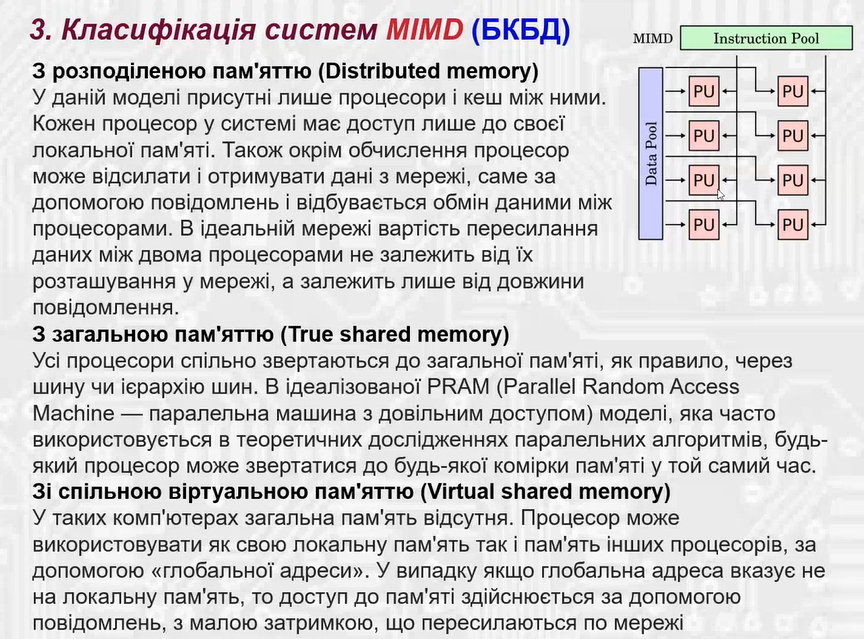 3. Класифікація систем MIMD (БКБД)
З розподіленою пам'яттю (Distributed memory)
У даній моделі присутні лише процесори і кеш між ними.
Кожен процесор у системі має доступ лише до своєї
локальної пам'яті. Також окрім обчислення процесор
може відсилати і отримувати дані з мережі, саме за
допомогою повідомлень і відбувається обмін даними між
процесорами. В ідеальній мережі вартість пересилання
даних між двома процесорами не залежить від їх
розташування у мережі, а залежить лише від довжини
повідомлення.
З загальною пам'яттю (True shared memory)
Усі процесори спільно звертаються до загальної пам'яті, як правило, через
шину чи ієрархію шин. В ідеалізованої PRAM (Parallel Random Access
Machine — паралельна машина з довільним доступом) моделі, яка часто
використовується в теоретичних дослідженнях паралельних алгоритмів, будь-
який процесор може звертатися до будь-якої комірки пам'яті у той самий час.
Зі спільною віртуальною пам'яттю (Virtual shared memory)
У таких комп'ютерах загальна пам'ять відсутня. Процесор може
використовувати як свою локальну пам'ять так і пам'ять інших процесорів, за
допомогою «глобальної адреси». У випадку якщо глобальна адреса вказує не
на локальну пам'ять, то доступ до пам'яті здійснюється за допомогою
повідомлень, з малою затримкою, що пересилаються по мережі
MIMD
Instruction Pool
Data Pool
PU PU
PU PU
PU PU
PU PU